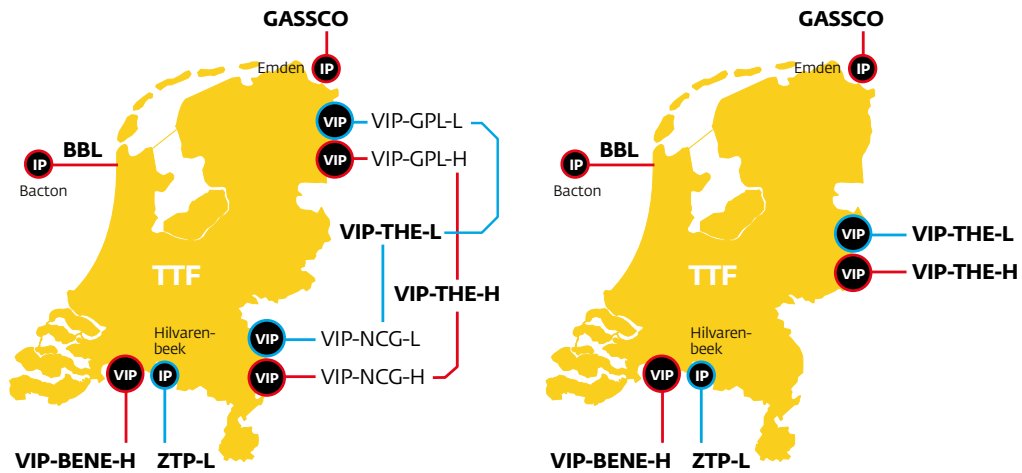 GASSCO
Emden
IP
VIP
VIP-GPL-L
BBL
IP
VIP
VIP-GPL-H
Bacton
VIP-THE-L
TTF
VIP-THE-H
Hilvaren-
beek
VIP
VIP-NCG-L
VIP
IP
VIP
VIP-NCG-H
VIP-BENE-H
ZTP-L
GASSCO
Emden
IP
BBL
IP
Bacton
VIP
VIP-THE-L
TTF
VIP
VIP-THE-H
Hilvaren-
beek
VIP
IP
VIP-BENE-H
ZTP-L